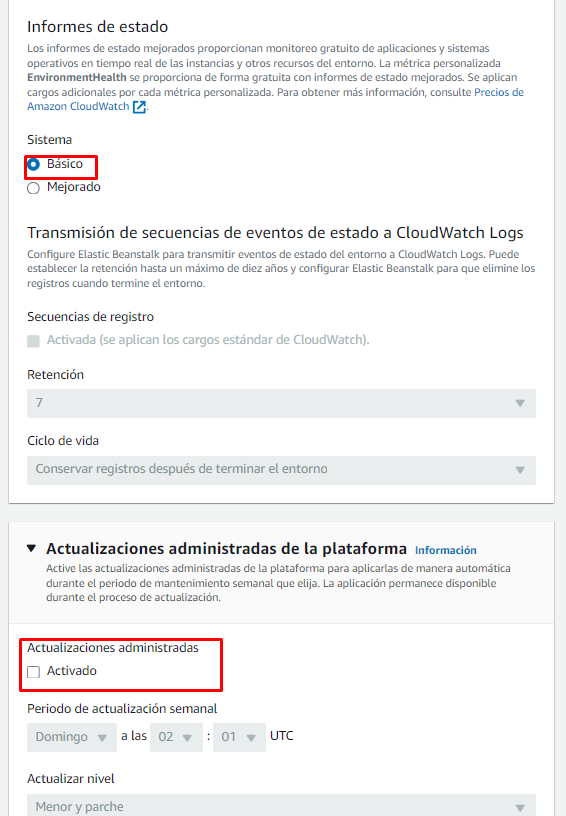 Informes de estado
Los informes de estado mejorados proporcionan monitoreo gratuito de aplicaciones y sistemas
operativos en tiempo real de las instancias y otros recursos del entorno. La métrica personalizada
EnvironmentHealth se proporciona de forma gratuita con informes de estado mejorados. Se aplican
cargos adicionales por cada métrica personalizada. Para obtener más información, consulte Precios de
Amazon CloudWatch.
Sistema
Básico
Mejorado
Transmisión de secuencias de eventos de estado a CloudWatch Logs
Configure Elastic Beanstalk para transmitir eventos de estado del entorno a CloudWatch Logs. Puede
establecer la retención hasta un máximo de diez años y configurar Elastic Beanstalk para que elimine los
registros cuando termine el entorno.
Secuencias de registro
Activada (se aplican los cargos estándar de CloudWatch).
Retención
7
Ciclo de vida
Conservar registros después de terminar el entorno
Actualizaciones administradas de la plataforma Información
Active las actualizaciones administradas de la plataforma para aplicarlas de manera automática
durante el periodo de mantenimiento semanal que elija. La aplicación permanece disponible
durante el proceso de actualización.
Actualizaciones administradas
Activado
Periodo de actualización semanal
Domingo a las 02 : 01 UTC
Actualizar nivel
Menor y parche